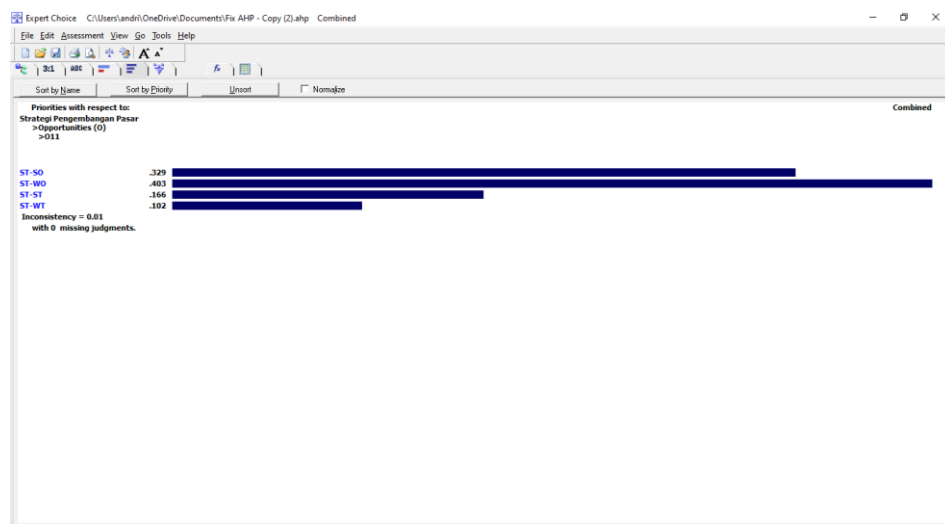 Expert Choice C:\Users\andri\OneDrive\Documents\Fix AHP - Copy (2).ahp Combined
File Edit Assessment View Go Tools Help
A A
3:1 ABC fx
Sort by Name Sort by Priority Unsort Normalize
Priorities with respect to: Combined
Strategi Pengembangan Pasar
>Opportunities (O)
>O11
ST-SO .329
ST-WO .403
ST-ST .166
ST-WT .102
Inconsistency = 0.01
with 0 missing judgments.